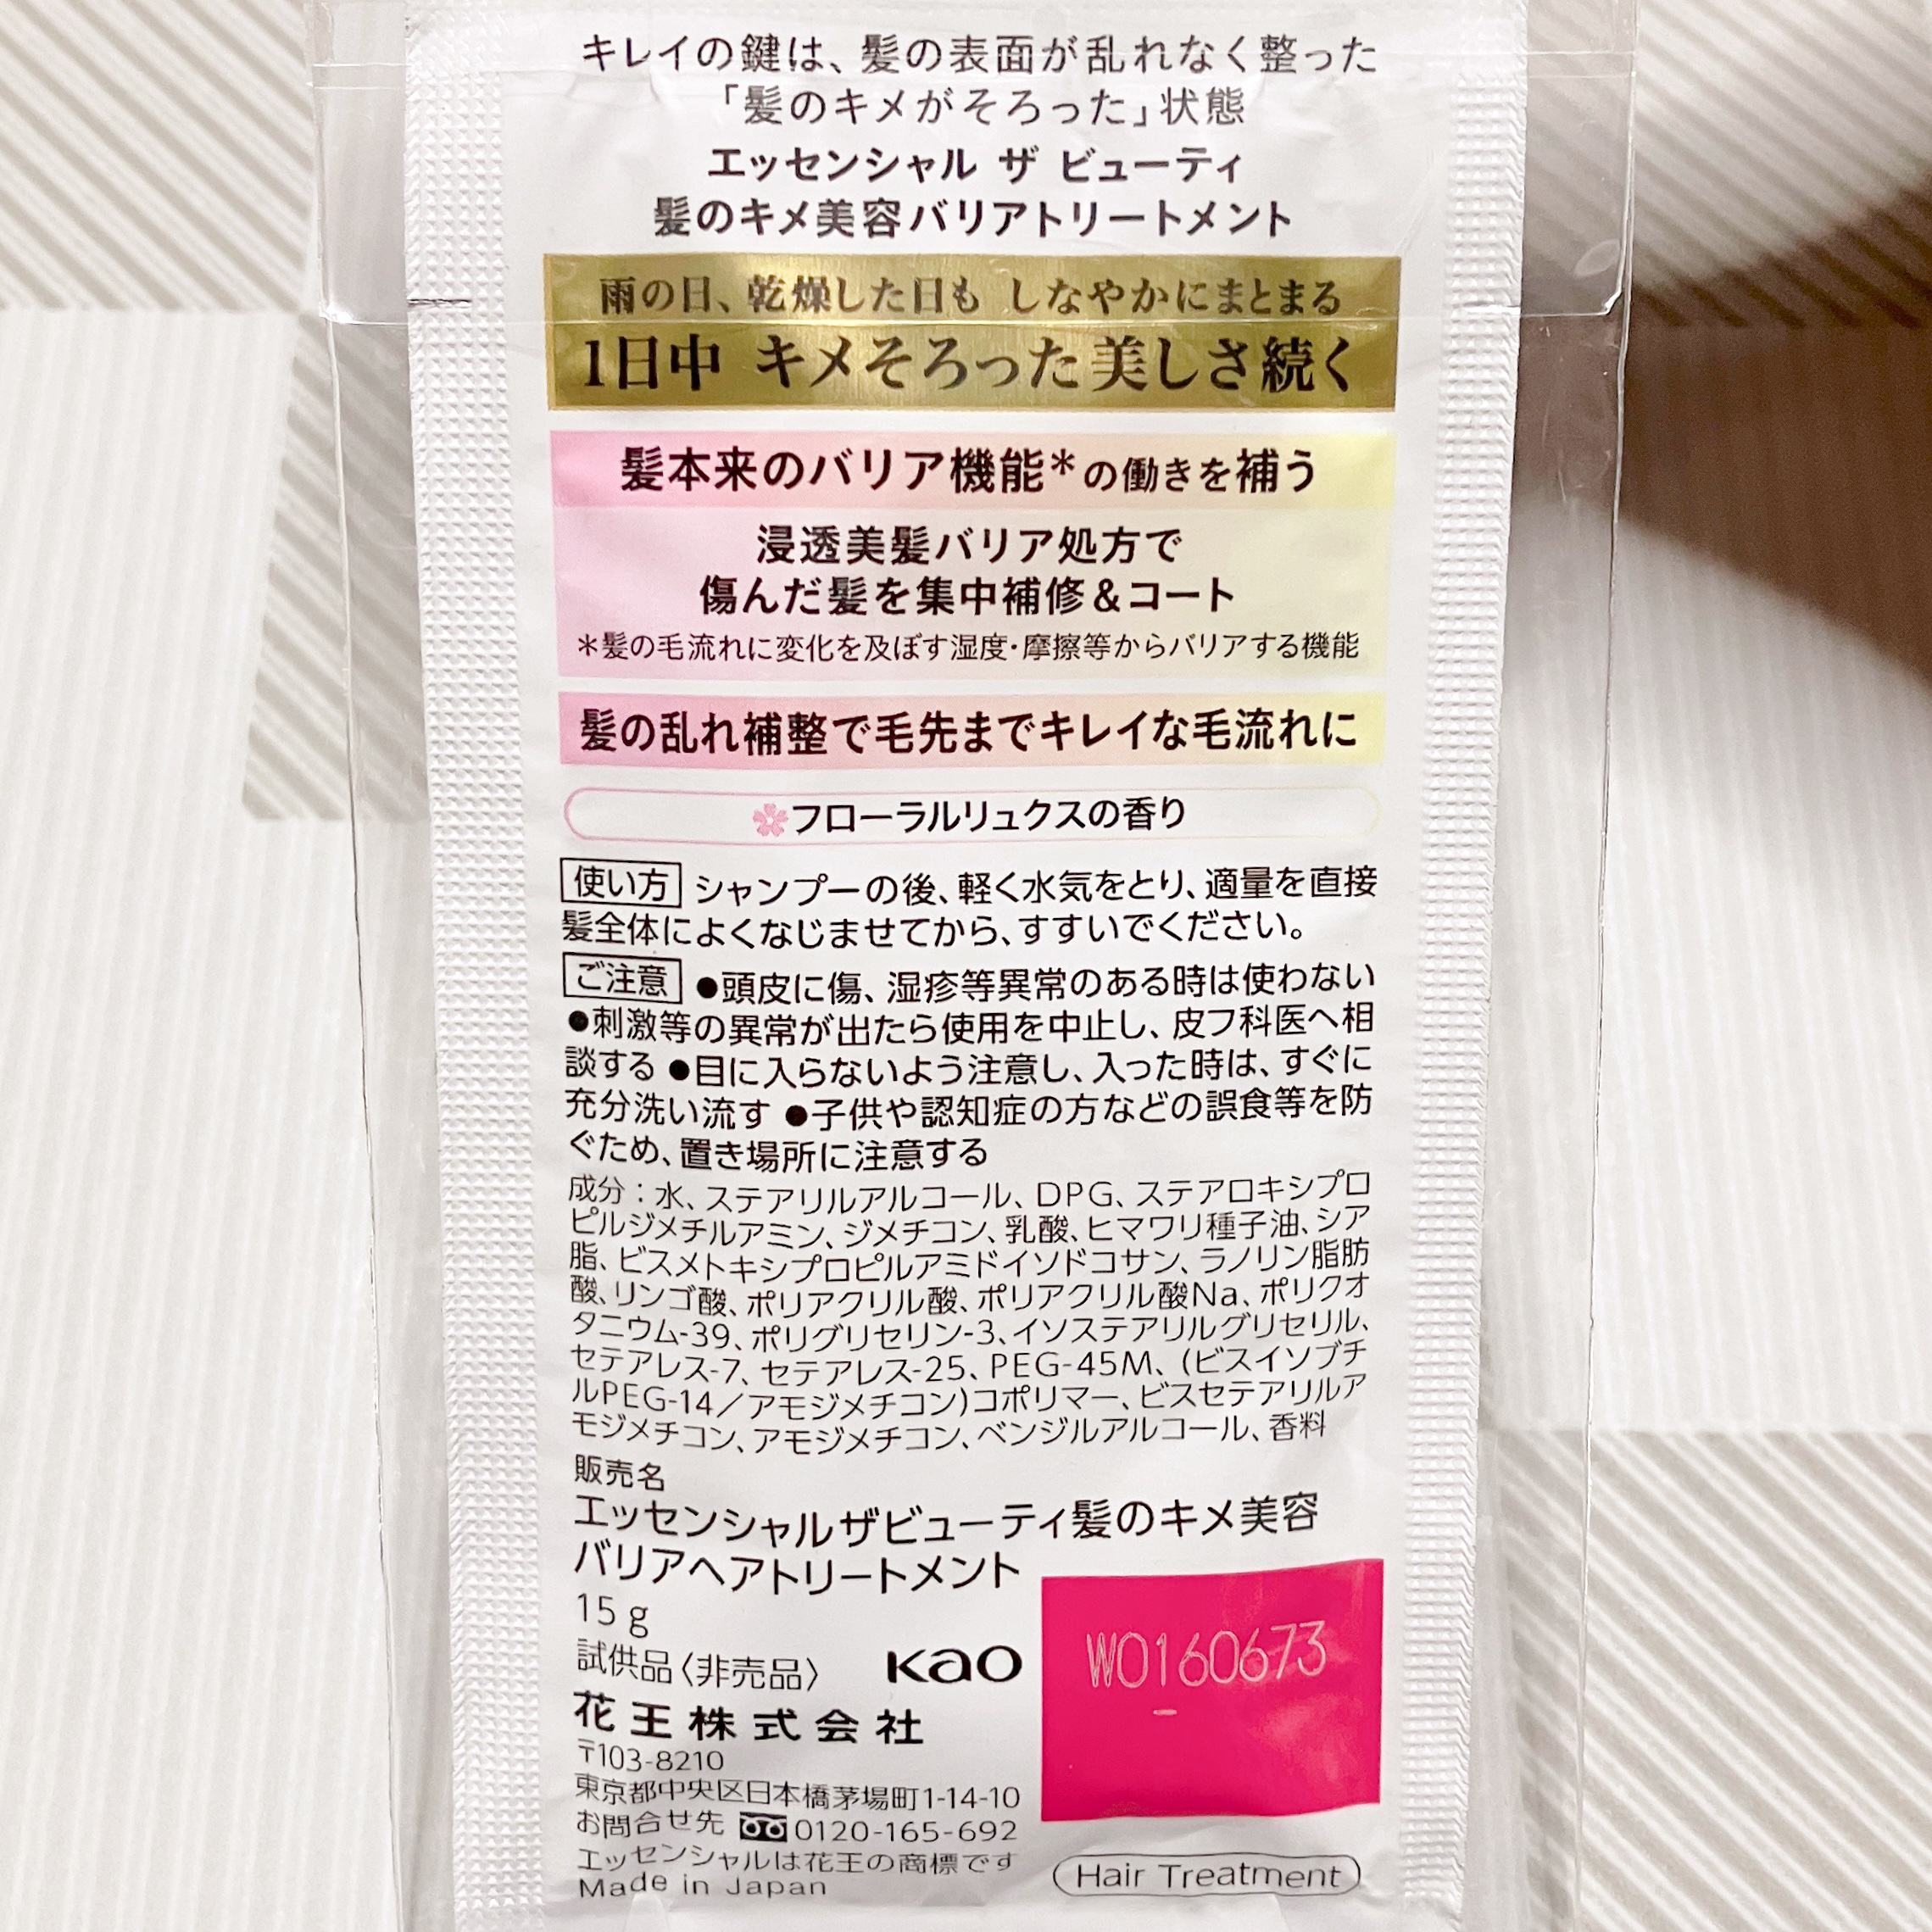 キレイの鍵は、髪の表面が乱れなく整った
「髪のキメがそろった」状態
エッセンシャル ザ ビューティ
髪のキメ美容バリアトリートメント
雨の日、乾燥した日も しなやかにまとまる
1日中 キメそろった美しさ続く
髪本来のバリア機能*の働きを補う
浸透美髪バリア処方で
傷んだ髪を集中補修&コート
*髪の毛流れに変化を及ぼす湿度・摩擦等からバリアする機能
髪の乱れ補整で毛先までキレイな毛流れに
フローラルリュクスの香り
使い方 シャンプーの後、軽く水気をとり、適量を直接
髪全体によくなじませてから、すすいでください。
ご注意 ●頭皮に傷、湿疹等異常のある時は使わない
●刺激等の異常が出たら使用を中止し、皮フ科医へ相
談する ●目に入らないよう注意し、入った時は、すぐに
充分洗い流す ●子供や認知症の方などの誤食等を防
ぐため、置き場所に注意する
成分：水、ステアリルアルコール、DPG、ステアロキシプロ
ピルジメチルアミン、ジメチコン、乳酸、ヒマワリ種子油、シア
脂、ビスメトキシプロピルアミドイソドコサン、ラノリン脂肪
酸、リンゴ酸、ポリアクリル酸、ポリアクリル酸Na、ポリクオ
タニウム-39、ポリグリセリン-3、イソステアリルグリセリル、
セテアレス-7、セテアレス-25、PEG-45M、(ビスイソブチ
ルPEG-14／アモジメチコン)コポリマー、ビスセテアリルア
モジメチコン、アモジメチコン、ベンジルアルコール、香料
販売名
エッセンシャルザビューティ髪のキメ美容
バリアヘアトリートメント
15 g
試供品〈非売品〉 Kao
W0160673
花王株式会社
〒103-8210
東京都中央区日本橋茅場町1-14-10
お問合せ先 0120-165-692
エッセンシャルは花王の商標です
Made in Japan
Hair Treatment